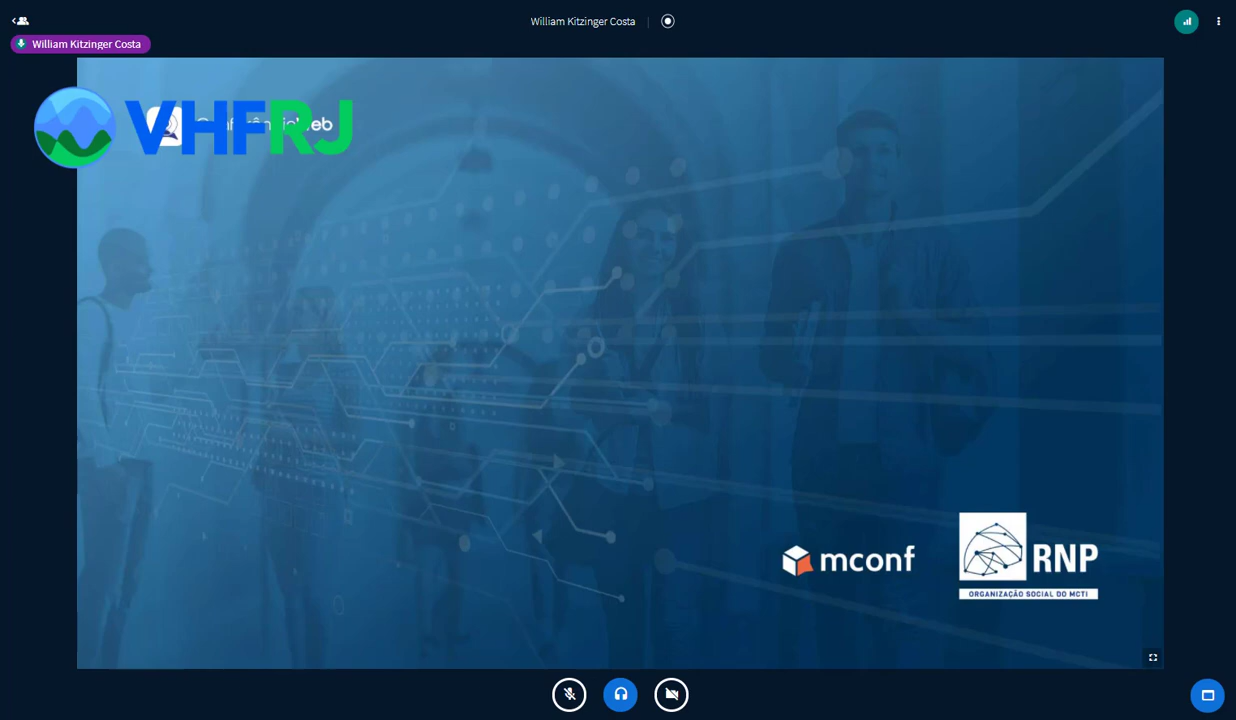 William Kitzinger Costa
William Kitzinger Costa
VHFRJ
mconf
RNP
ORGANIZAÇÃO SOCIAL DO MCTI